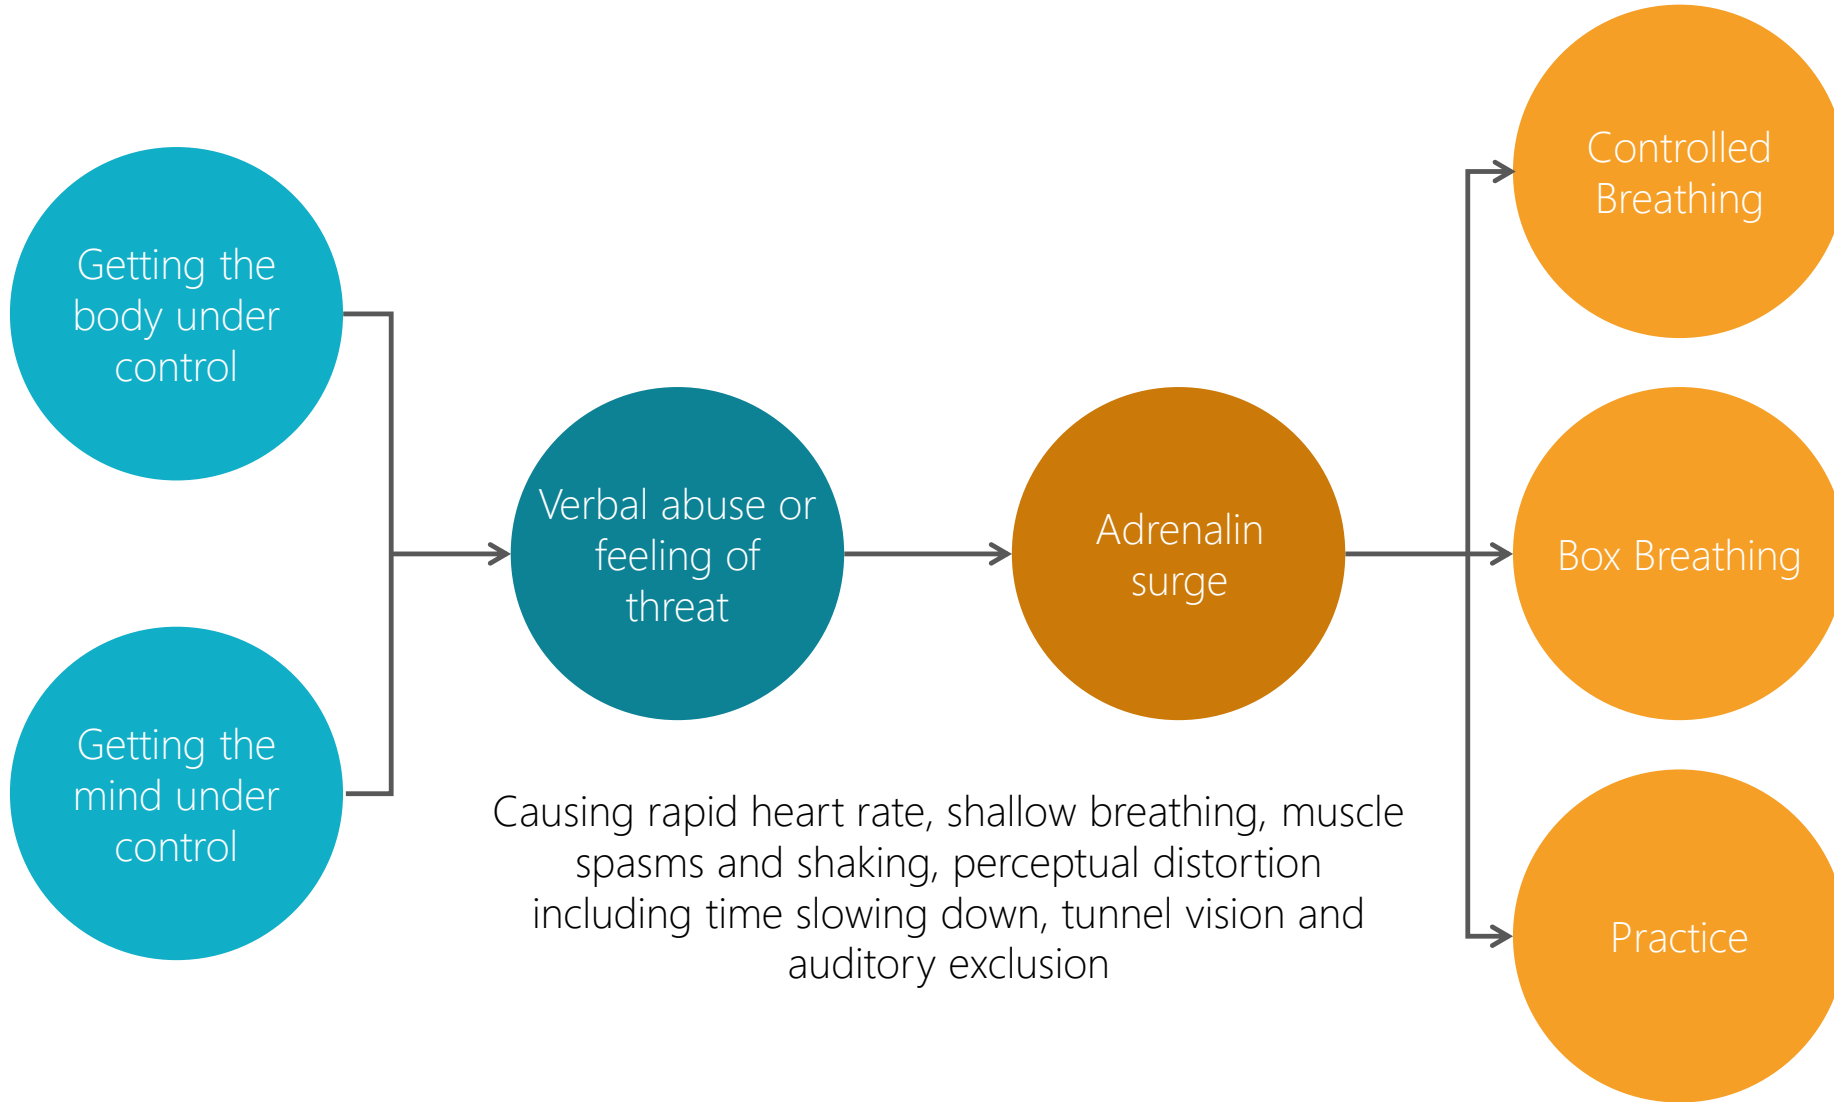 Getting the
body under
control
Getting the
mind under
control
Verbal abuse or
feeling of
threat
Adrenalin
surge
Causing rapid heart rate, shallow breathing, muscle
spasms and shaking, perceptual distortion
including time slowing down, tunnel vision and
auditory exclusion
Controlled
Breathing
Box Breathing
Practice